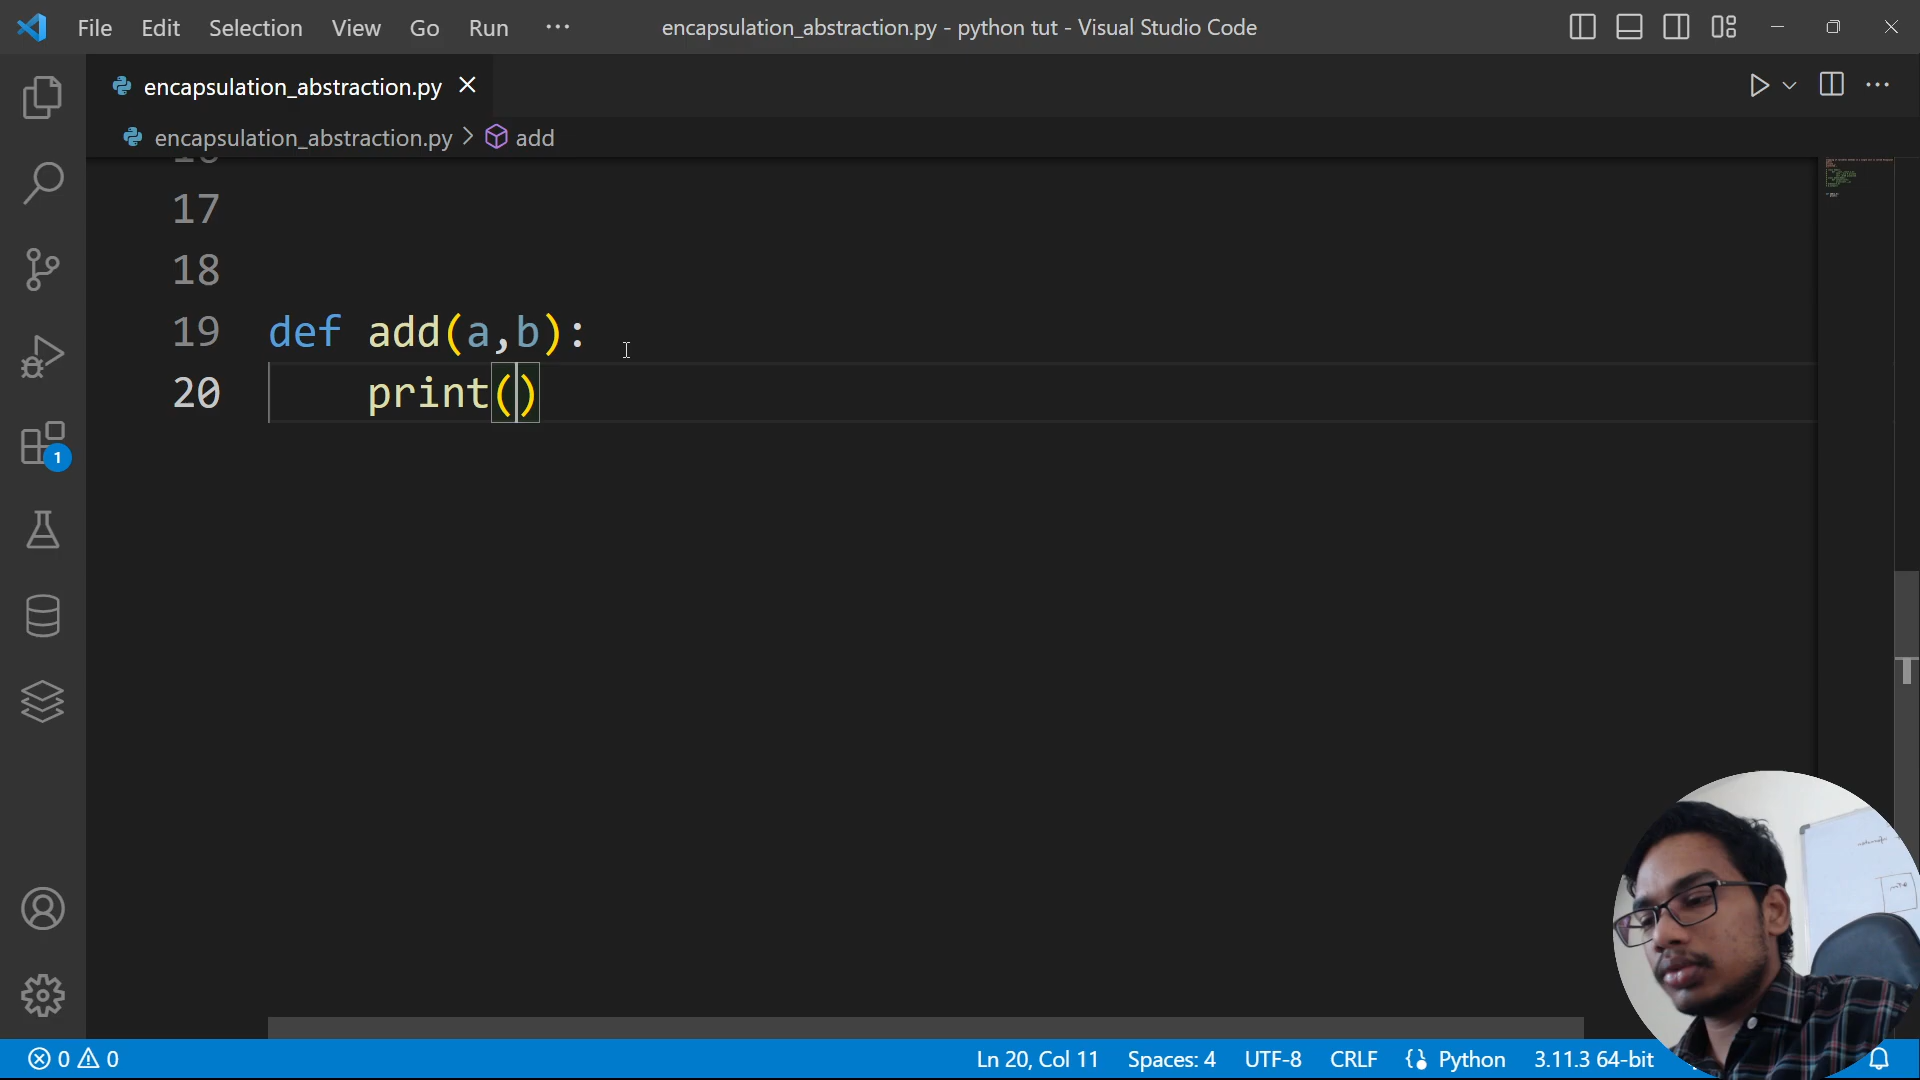 File Edit Selection View Go Run ···
encapsulation_abstraction.py - python tut - Visual Studio Code
encapsulation_abstraction.py
encapsulation_abstraction.py > add
17
18
19 def add(a,b):
20 print()
1
0 0
Ln 20, Col 11 Spaces: 4 UTF-8 CRLF Python 3.11.3 64-bit